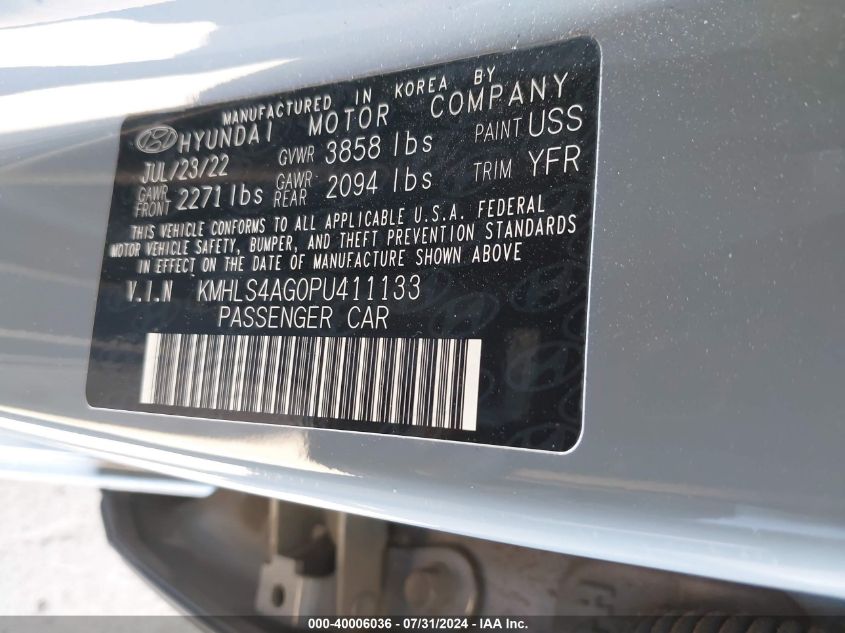 MANUFACTURED IN KOREA BY
HYUNDAI MOTOR COMPANY
JUL/23/22 GVWR 3858 lbs PAINT USS
GAWR FRONT 2271 lbs GAWR REAR 2094 lbs TRIM YFR
THIS VEHICLE CONFORMS TO ALL APPLICABLE U.S.A. FEDERAL
MOTOR VEHICLE SAFETY, BUMPER, AND THEFT PREVENTION STANDARDS
IN EFFECT ON THE DATE OF MANUFACTURE SHOWN ABOVE
V.I.N KMHLS4AG0PU411133
PASSENGER CAR
000-40006036 - 07/31/2024 - IAA Inc.